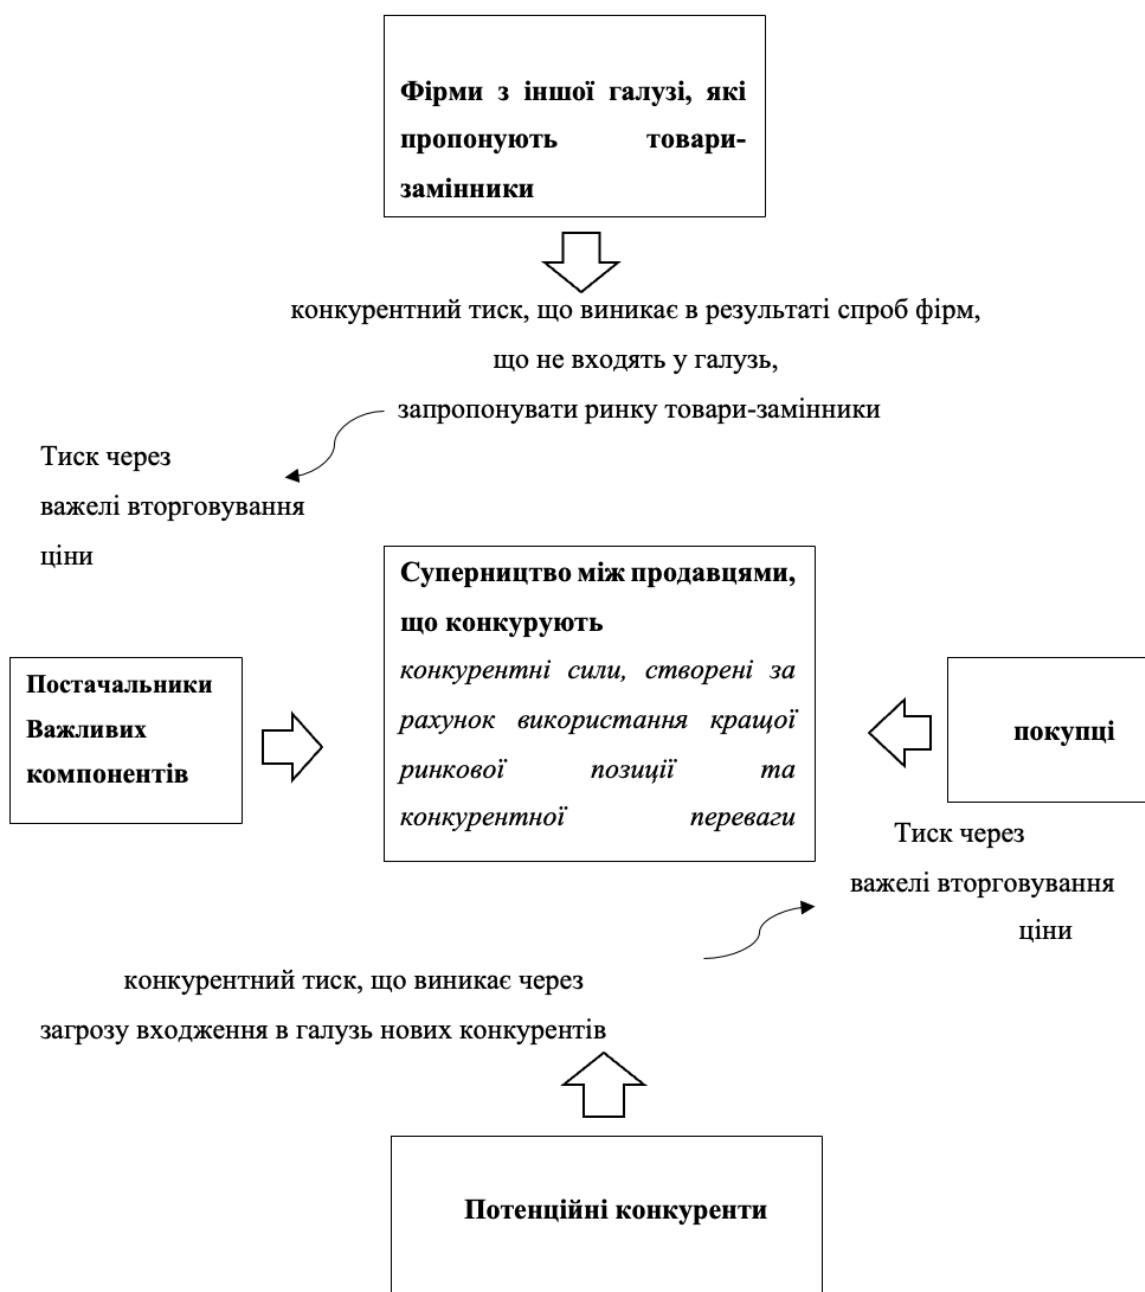 Фірми з іншої галузі, які
пропонують товари-
замінники
конкурентний тиск, що виникає в результаті спроб фірм,
що не входять у галузь,
запропонувати ринку товари-замінники
Тиск через
важелі вторговування
ціни
Суперництво між продавцями,
що конкурують
конкурентні сили, створені за
рахунок використання кращої
ринкової позиції та
конкурентної переваги
Постачальники
Важливих
компонентів
покупці
Тиск через
важелі вторговування
ціни
конкурентний тиск, що виникає через
загрозу входження в галузь нових конкурентів
Потенційні конкуренти